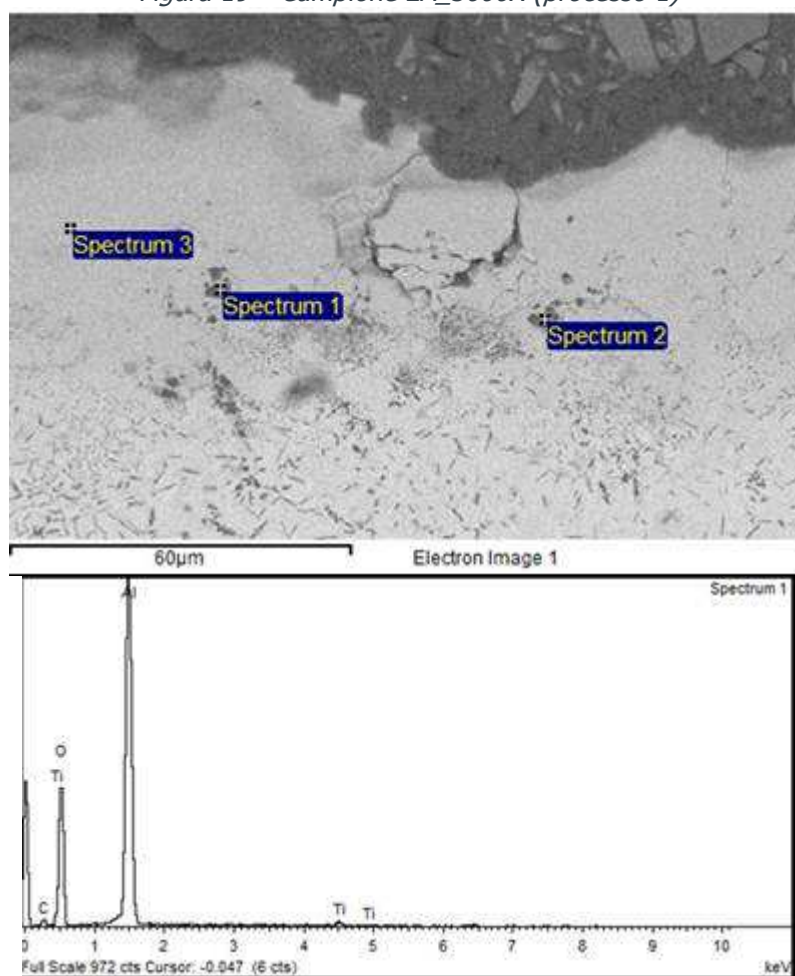 Spectrum 3
Spectrum 1
Spectrum 2
60µm
Electron Image 1
Spectrum 1
Al
O
Ti
C
Ti
Ti
0 1 2 3 4 5 6 7 8 9 10
Full Scale 972 cts Cursor: -0.047 (6 cts)
keV